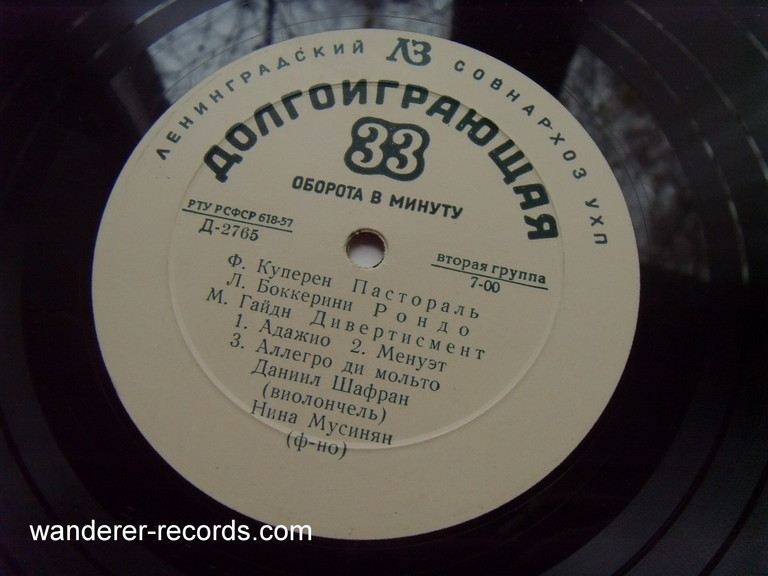 ЛЕНИНГРАДСКИЙ ЛЗ СОВНАРХОЗ УХП
ДОЛГОИГРАЮЩАЯ
33
ОБОРОТА В МИНУТУ
РТУ РСФСР 618-57
Д-2765
вторая группа
7-00
Ф. Куперен Пастораль
Л. Боккерини Рондо
М. Гайдн Дивертисмент
1. Адажио 2. Менуэт
3. Аллегро ди мольто
Даниил Шафран
(виолончель)
Нина Мусинян
(ф-но)
wanderer-records.com